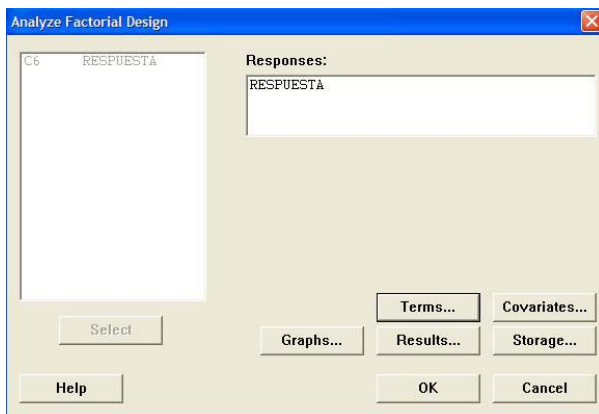 Analyze Factorial Design
C6 RESPUESTA
Responses:
RESPUESTA
Terms...
Covariates...
Select
Graphs...
Results...
Storage...
Help
OK
Cancel